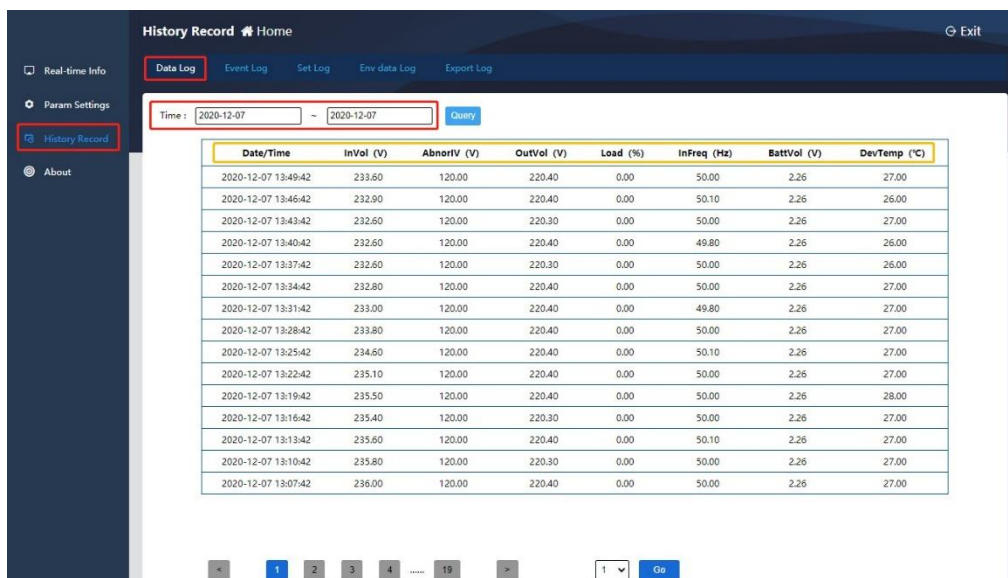 History Record Home
Exit
Real-time Info
Param Settings
History Record
About
Data Log Event Log Set Log Env data Log Export Log
Time : 2020-12-07 ~ 2020-12-07 Query
Date/Time InVol (V) AbnorIV (V) OutVol (V) Load (%) InFreq (Hz) BattVol (V) DevTemp (℃)
2020-12-07 13:49:42 233.60 120.00 220.40 0.00 50.00 2.26 27.00
2020-12-07 13:46:42 232.90 120.00 220.40 0.00 50.10 2.26 26.00
2020-12-07 13:43:42 232.60 120.00 220.30 0.00 50.00 2.26 27.00
2020-12-07 13:40:42 232.60 120.00 220.40 0.00 49.80 2.26 26.00
2020-12-07 13:37:42 232.60 120.00 220.30 0.00 50.00 2.26 26.00
2020-12-07 13:34:42 232.80 120.00 220.40 0.00 50.00 2.26 27.00
2020-12-07 13:31:42 233.00 120.00 220.40 0.00 49.80 2.26 27.00
2020-12-07 13:28:42 233.80 120.00 220.40 0.00 50.00 2.26 27.00
2020-12-07 13:25:42 234.60 120.00 220.40 0.00 50.10 2.26 27.00
2020-12-07 13:22:42 235.10 120.00 220.40 0.00 50.00 2.26 27.00
2020-12-07 13:19:42 235.50 120.00 220.40 0.00 50.00 2.26 28.00
2020-12-07 13:16:42 235.40 120.00 220.30 0.00 50.00 2.26 27.00
2020-12-07 13:13:42 235.60 120.00 220.40 0.00 50.10 2.26 27.00
2020-12-07 13:10:42 235.80 120.00 220.30 0.00 50.00 2.26 27.00
2020-12-07 13:07:42 236.00 120.00 220.40 0.00 50.00 2.26 27.00
< 1 2 3 4 ...... 19 > 1 Go